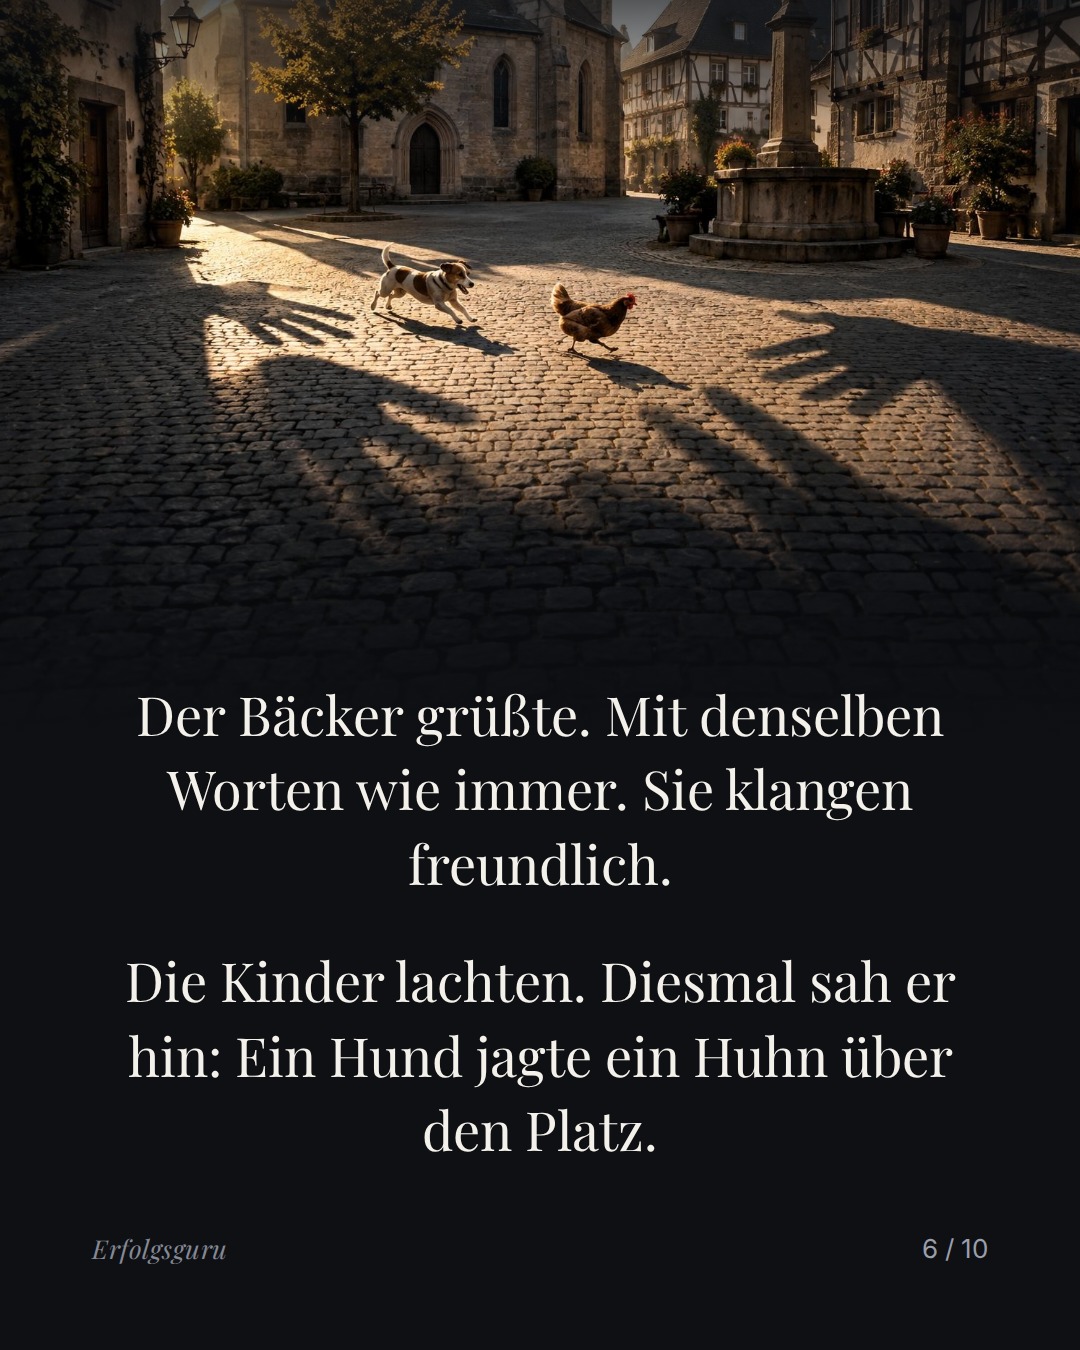 Der Bäcker grüßte. Mit denselben
Worten wie immer. Sie klangen
freundlich.
Die Kinder lachten. Diesmal sah er
hin: Ein Hund jagte ein Huhn über
den Platz.
Erfolgsguru
6 / 10